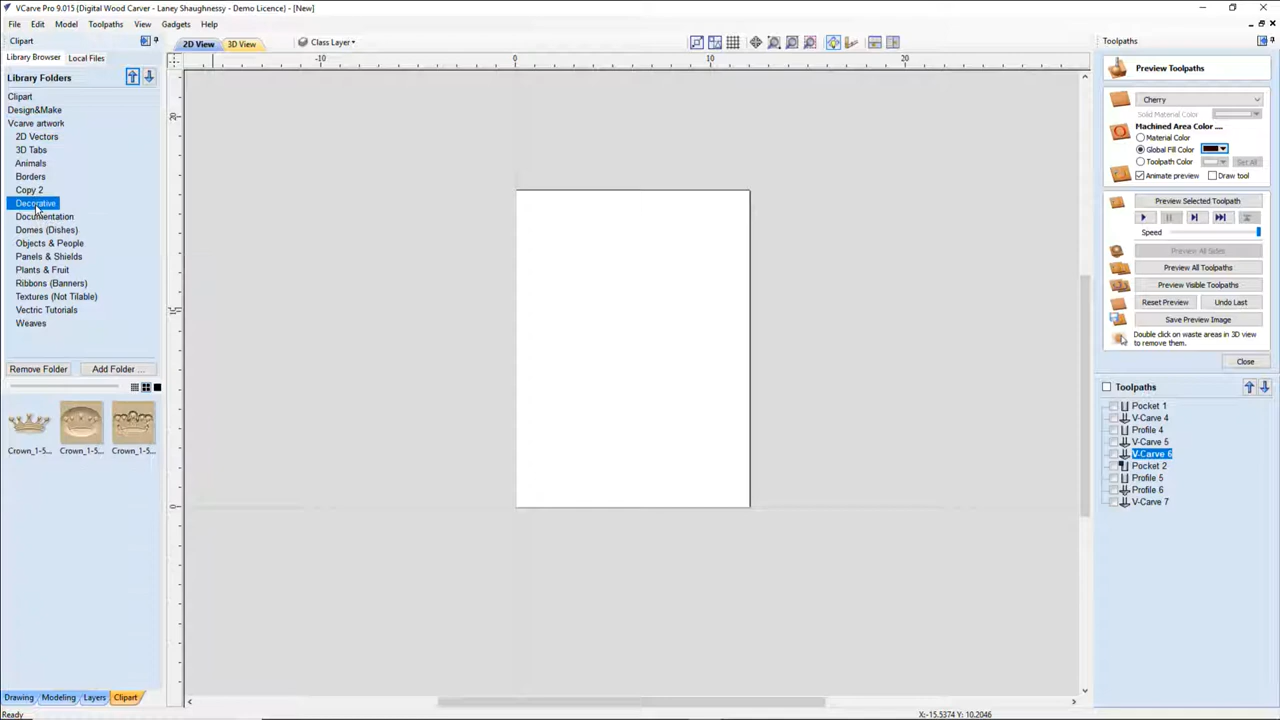 VCarve Pro 9.015 {Digital Wood Carver - Laney Shaughnessy - Demo Licence} - [New]
File Edit Model Toolpaths View Gadgets Help
Clipart
Library Browser Local Files
Library Folders
Clipart
Design&Make
Vcarve artwork
2D Vectors
3D Tabs
Animals
Borders
Copy 2
Decorative
Documentation
Domes (Dishes)
Objects & People
Panels & Shields
Plants & Fruit
Ribbons (Banners)
Textures (Not Tilable)
Vectric Tutorials
Weaves
Remove Folder Add Folder ...
Crown_1-5... Crown_1-5... Crown_1-5...
Drawing Modeling Layers Clipart
Ready
2D View 3D View Class Layer
-10 0 10 20
20
10
0
X:-15.5374 Y: 10.2046
Toolpaths
Preview Toolpaths
Cherry
Solid Material Color
Machined Area Color ....
Material Color
Global Fill Color
Toolpath Color Set All
Animate preview Draw tool
Preview Selected Toolpath
Speed
Preview All Sides
Preview All Toolpaths
Preview Visible Toolpaths
Reset Preview Undo Last
Save Preview Image
Double click on waste areas in 3D view
to remove them.
Close
Toolpaths
Pocket 1
V-Carve 4
Profile 4
V-Carve 5
V-Carve 6
Pocket 2
Profile 5
Profile 6
V-Carve 7